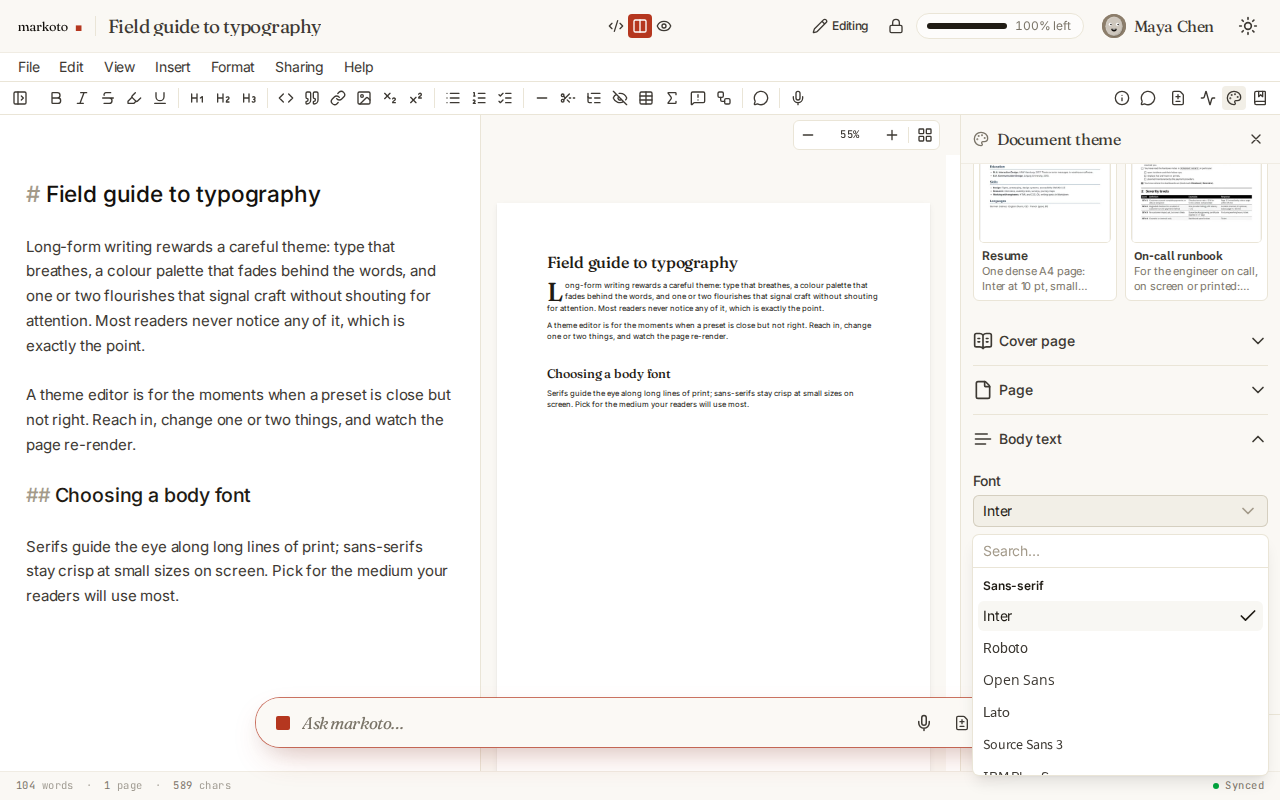 markoto
Field guide to typography
Editing
100% left
Maya Chen
File Edit View Insert Format Sharing Help
H1 H2 H3
55%
Document theme
# Field guide to typography
Long-form writing rewards a careful theme: type that
breathes, a colour palette that fades behind the words, and
one or two flourishes that signal craft without shouting for
attention. Most readers never notice any of it, which is
exactly the point.
A theme editor is for the moments when a preset is close but
not right. Reach in, change one or two things, and watch the
page re-render.
## Choosing a body font
Serifs guide the eye along long lines of print; sans-serifs
stay crisp at small sizes on screen. Pick for the medium your
readers will use most.
Field guide to typography
Long-form writing rewards a careful theme: type that breathes, a colour palette that
fades behind the words, and one or two flourishes that signal craft without shouting
for attention. Most readers never notice any of it, which is exactly the point.
A theme editor is for the moments when a preset is close but not right. Reach in, change
one or two things, and watch the page re-render.
Choosing a body font
Serifs guide the eye along long lines of print; sans-serifs stay crisp at small sizes on
screen. Pick for the medium your readers will use most.
Resume
One dense A4 page:
Inter at 10 pt, small...
On-call runbook
For the engineer on call,
on screen or printed:...
Cover page
Page
Body text
Font
Inter
Search...
Sans-serif
Inter
Roboto
Open Sans
Lato
Source Sans 3
Ask markoto...
104 words · 1 page · 589 chars
Synced